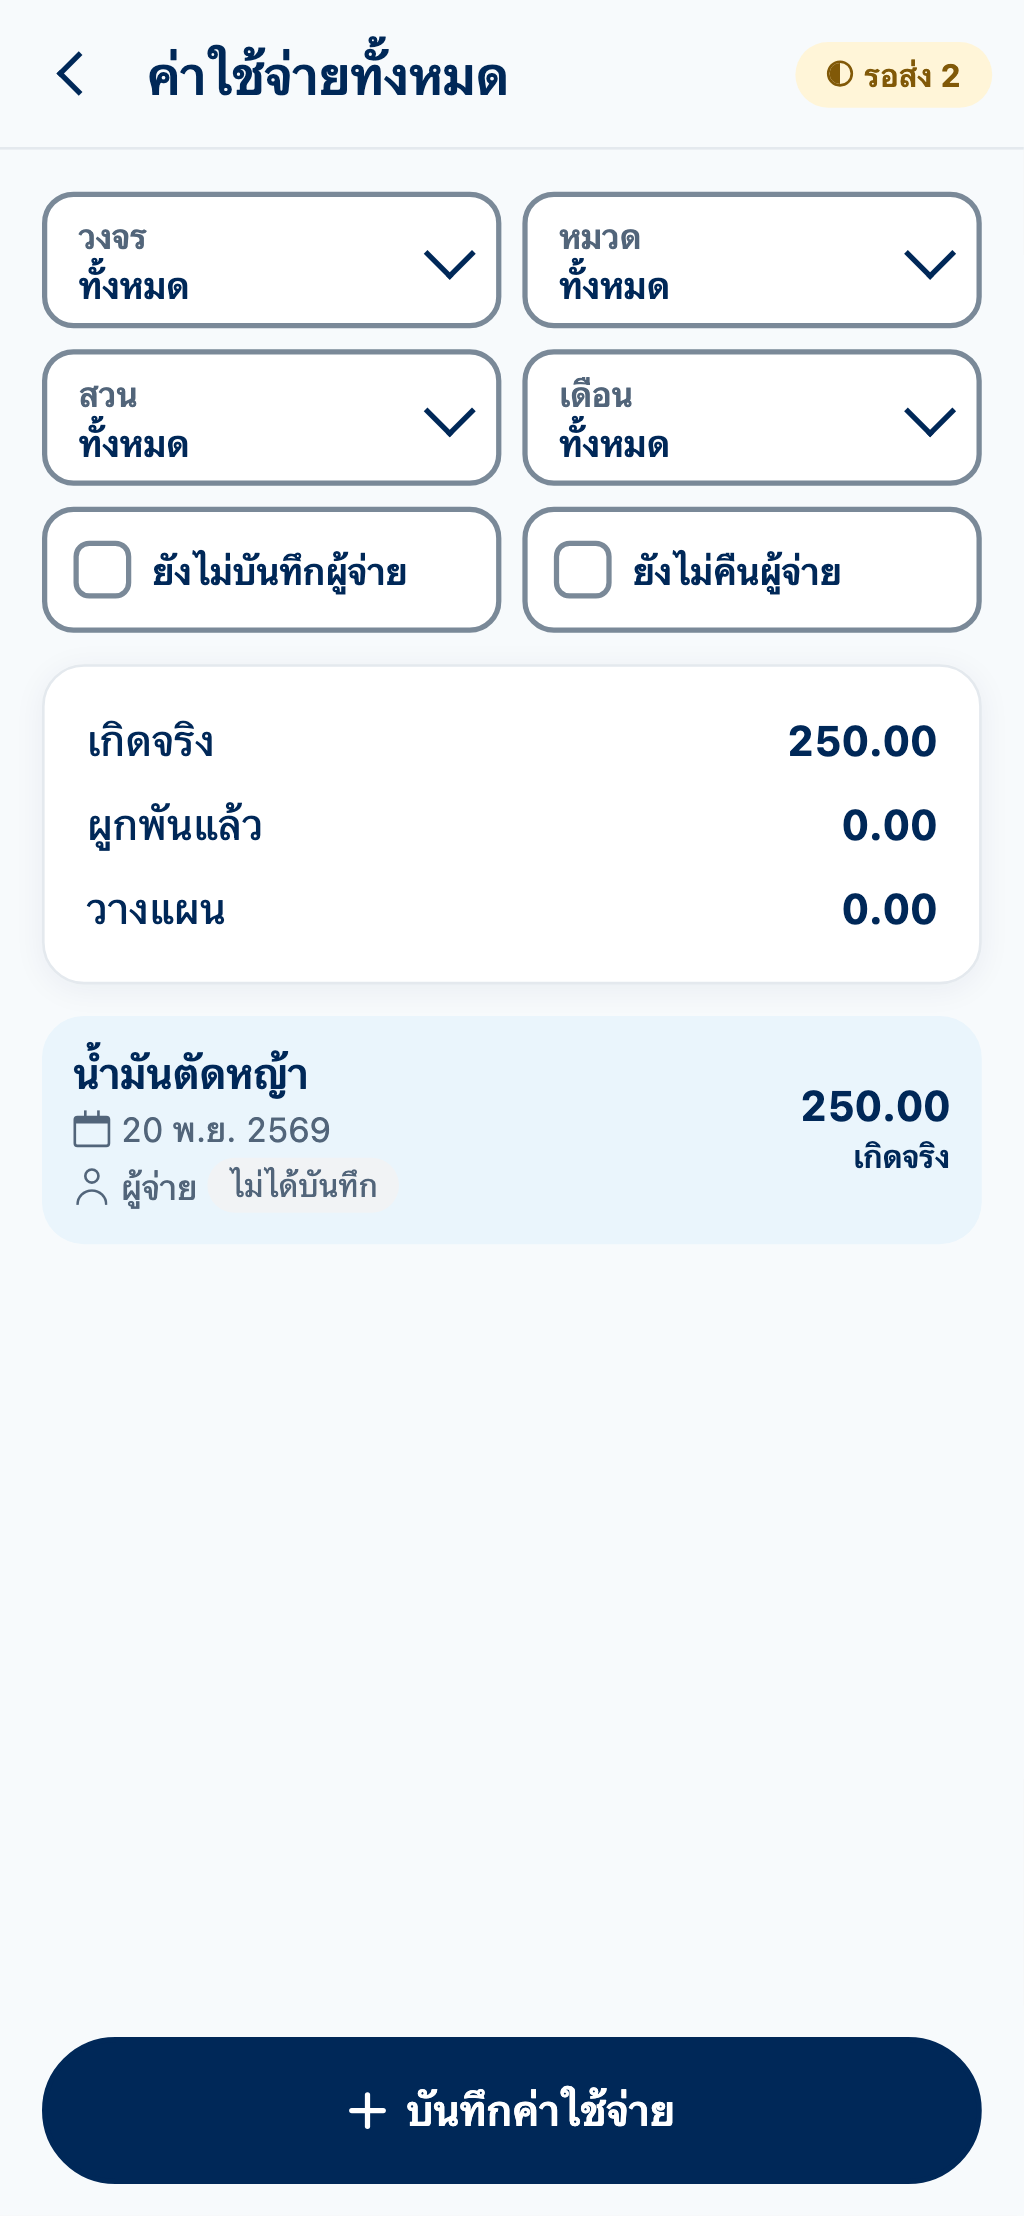 ค่าใช้จ่ายทั้งหมด
รอส่ง 2
วงจร
ทั้งหมด
หมวด
ทั้งหมด
สวน
ทั้งหมด
เดือน
ทั้งหมด
ยังไม่บันทึกผู้จ่าย
ยังไม่คืนผู้จ่าย
เกิดจริง 250.00
ผูกพันแล้ว 0.00
วางแผน 0.00
น้ำมันตัดหญ้า
20 พ.ย. 2569
ผู้จ่าย ไม่ได้บันทึก
250.00
เกิดจริง
+ บันทึกค่าใช้จ่าย